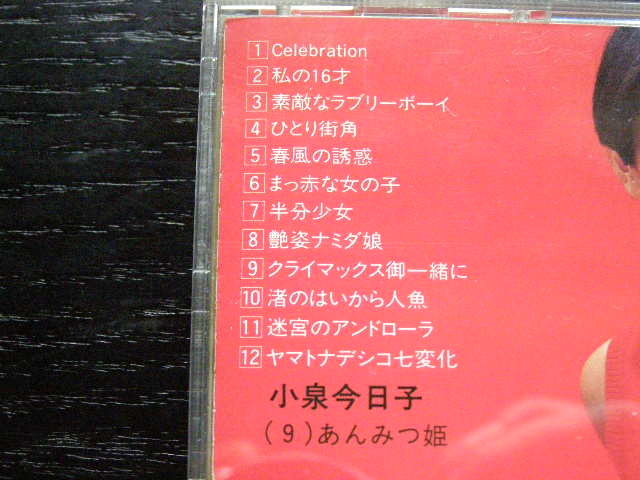 1 Celebration
2 私の16才
3 素敵なラブリーボーイ
4 ひとり街角
5 春風の誘惑
6 まっ赤な女の子
7 半分少女
8 艶姿ナミダ娘
9 クライマックス御一緒に
10 渚のはいから人魚
11 迷宮のアンドローラ
12 ヤマトナデシコ七変化
小泉今日子
(9)あんみつ姫